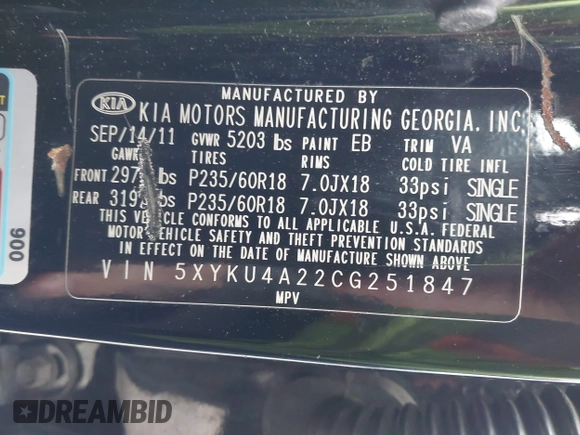 MANUFACTURED BY
KIA KIA MOTORS MANUFACTURING GEORGIA, INC
SEP/14/11 GVWR 5203 lbs PAINT EB TRIM VA
GAWR TIRES RIMS COLD TIRE INFL
FRONT lbs P235/60R18 7.0JX18 33psi SINGLE
REAR lbs P235/60R18 7.0JX18 33psi SINGLE
THIS VEHICLE CONFORMS TO ALL APPLICABLE U.S.A. FEDERAL
MOTOR VEHICLE SAFETY AND THEFT PREVENTION STANDARDS
IN EFFECT ON THE DATE OF MANUFACTURE SHOWN ABOVE
VIN 5XYKU4A22CG251847
MPV
006
DREAMBID